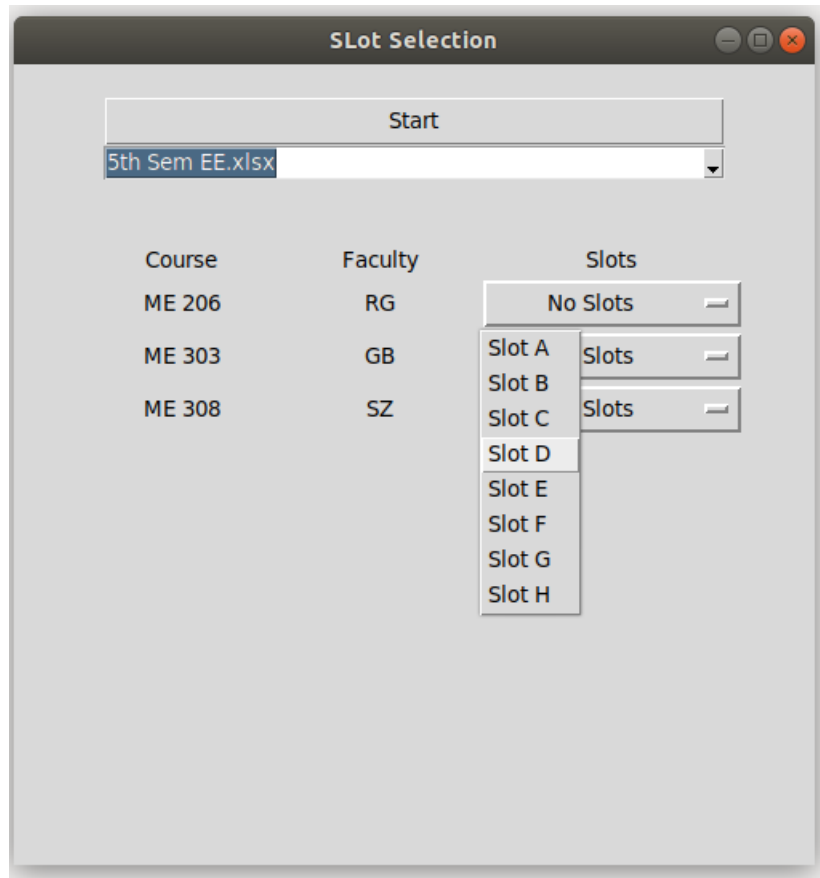 SLot Selection
Start
5th Sem EE.xlsx
Course Faculty Slots
ME 206 RG No Slots
ME 303 GB Slots
ME 308 SZ Slots
Slot A
Slot B
Slot C
Slot D
Slot E
Slot F
Slot G
Slot H